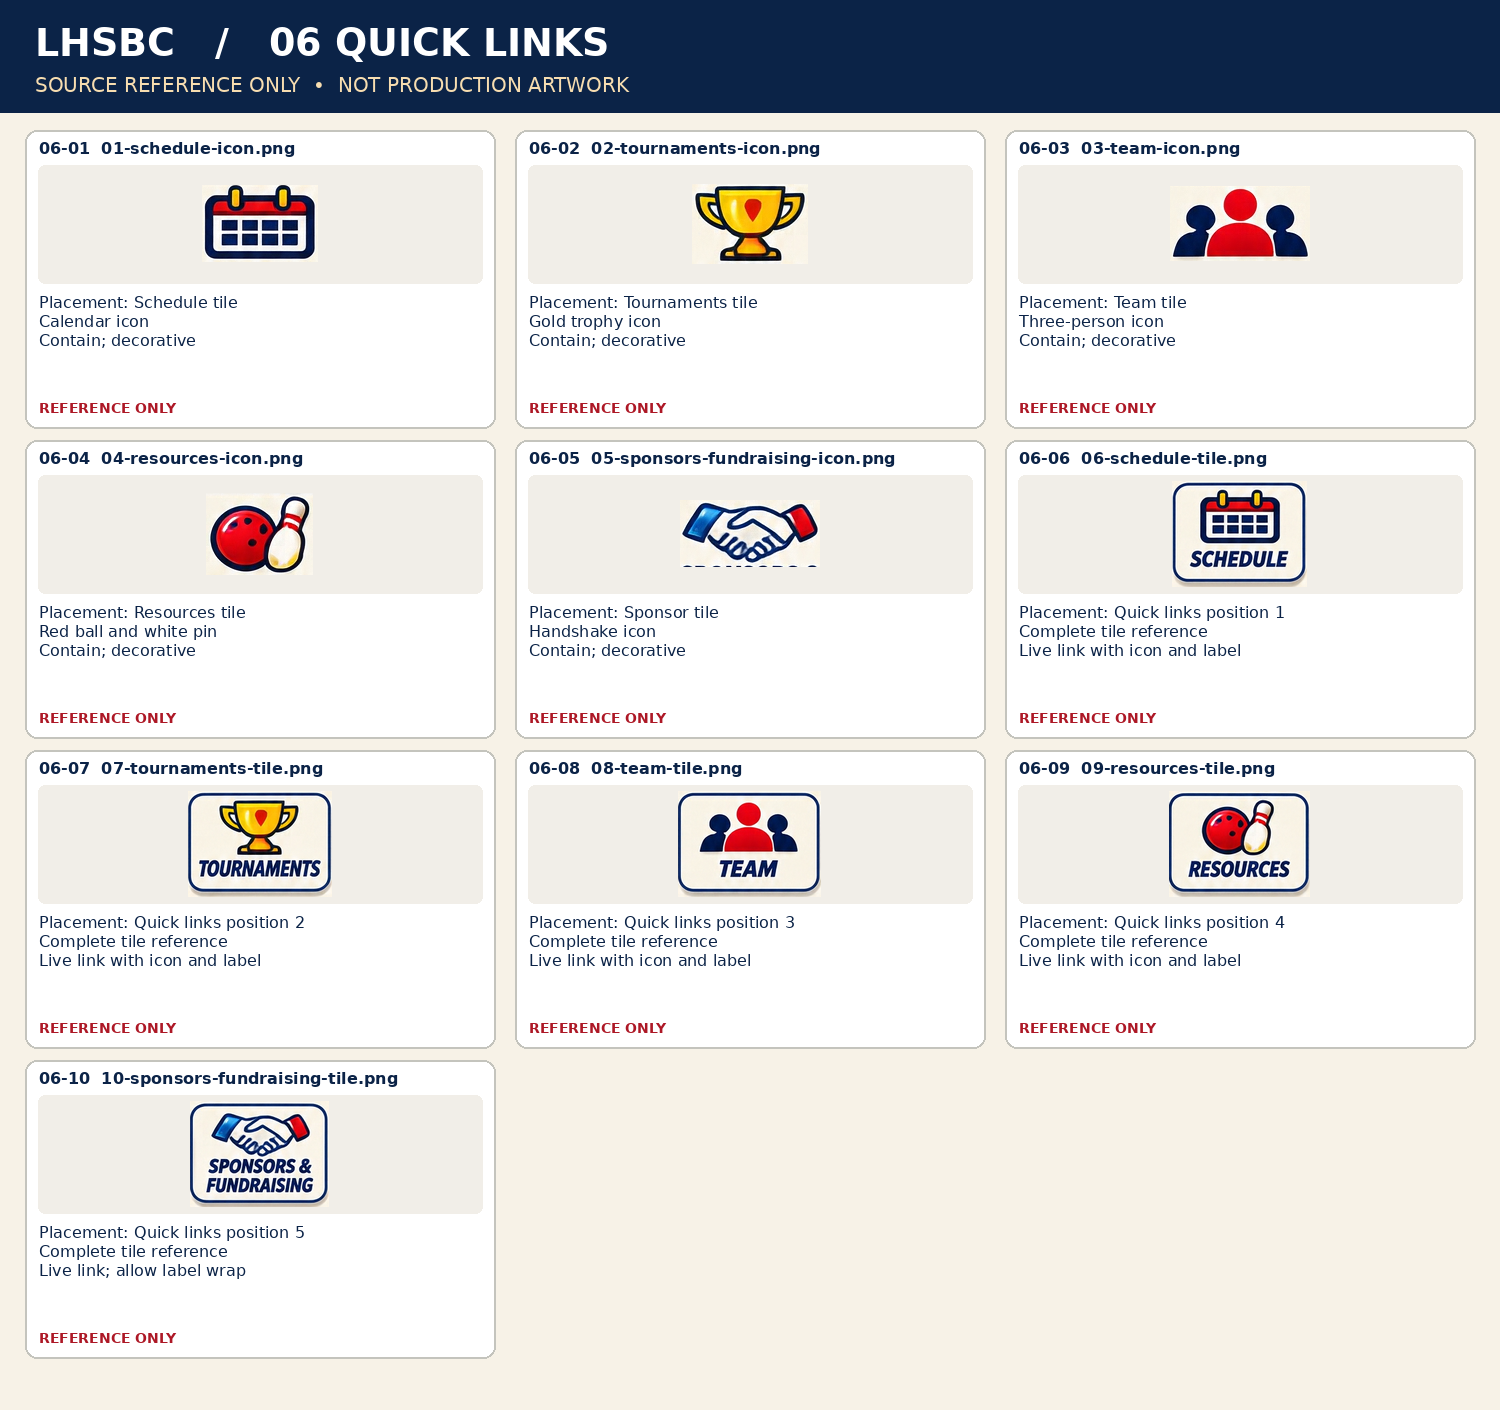 LHSBC / 06 QUICK LINKS
SOURCE REFERENCE ONLY • NOT PRODUCTION ARTWORK
06-01 01-schedule-icon.png
Placement: Schedule tile
Calendar icon
Contain; decorative
REFERENCE ONLY
06-02 02-tournaments-icon.png
Placement: Tournaments tile
Gold trophy icon
Contain; decorative
REFERENCE ONLY
06-03 03-team-icon.png
Placement: Team tile
Three-person icon
Contain; decorative
REFERENCE ONLY
06-04 04-resources-icon.png
Placement: Resources tile
Red ball and white pin
Contain; decorative
REFERENCE ONLY
06-05 05-sponsors-fundraising-icon.png
Placement: Sponsor tile
Handshake icon
Contain; decorative
REFERENCE ONLY
06-06 06-schedule-tile.png
SCHEDULE
Placement: Quick links position 1
Complete tile reference
Live link with icon and label
REFERENCE ONLY
06-07 07-tournaments-tile.png
TOURNAMENTS
Placement: Quick links position 2
Complete tile reference
Live link with icon and label
REFERENCE ONLY
06-08 08-team-tile.png
TEAM
Placement: Quick links position 3
Complete tile reference
Live link with icon and label
REFERENCE ONLY
06-09 09-resources-tile.png
RESOURCES
Placement: Quick links position 4
Complete tile reference
Live link with icon and label
REFERENCE ONLY
06-10 10-sponsors-fundraising-tile.png
SPONSORS &
FUNDRAISING
Placement: Quick links position 5
Complete tile reference
Live link; allow label wrap
REFERENCE ONLY